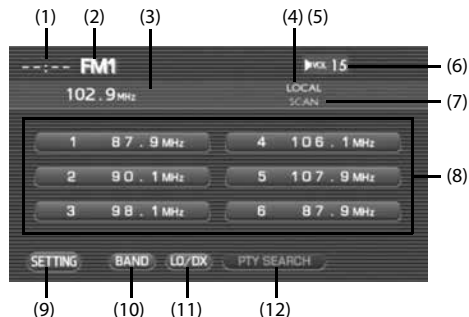 (1) (2) (3) (4) (5)
--:-- FM1 ▶VOL 15 (6)
102.9MHz LOCAL
SCAN (7)
1 87.9MHz 4 106.1MHz
2 90.1MHz 5 107.9MHz (8)
3 98.1MHz 6 87.9MHz
SETTING BAND LO/DX PTY SEARCH
(9) (10) (11) (12)